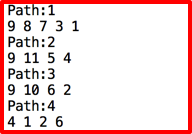 Path:1
9 8 7 3 1
Path:2
9 11 5 4
Path:3
9 10 6 2
Path:4
4 1 2 6